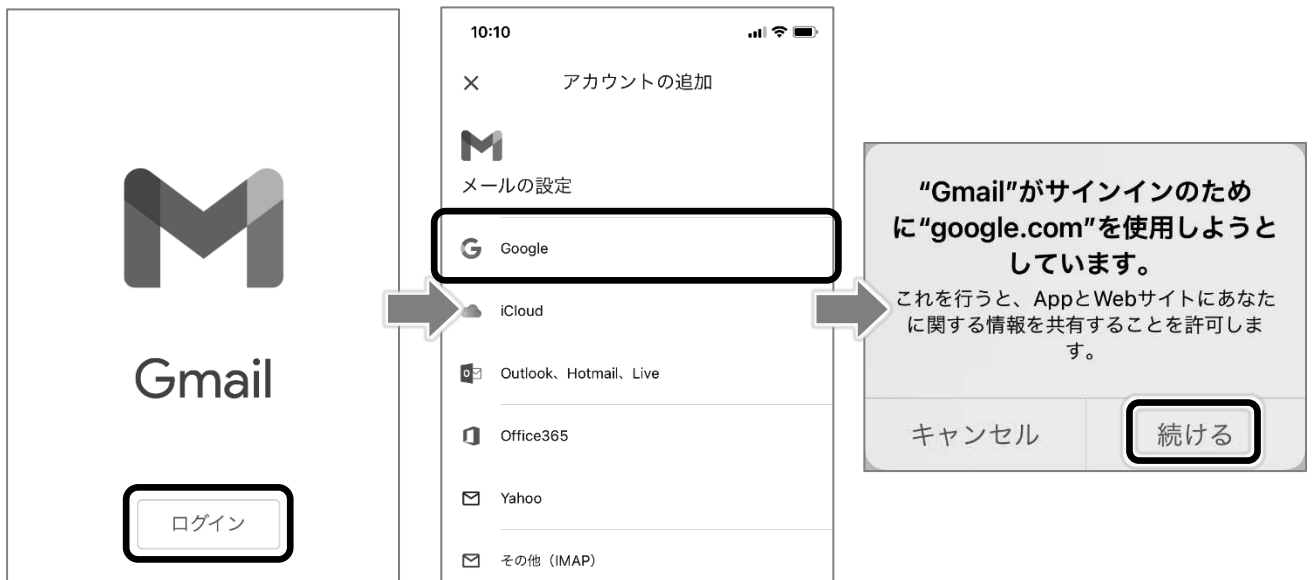 Gmail
ログイン
10:10
アカウントの追加
メールの設定
Google
iCloud
Outlook、Hotmail、Live
Office365
Yahoo
その他（IMAP）
“Gmail”がサインインのため
に“google.com”を使用しようと
しています。
これを行うと、AppとWebサイトにあなた
に関する情報を共有することを許可しま
す。
キャンセル
続ける